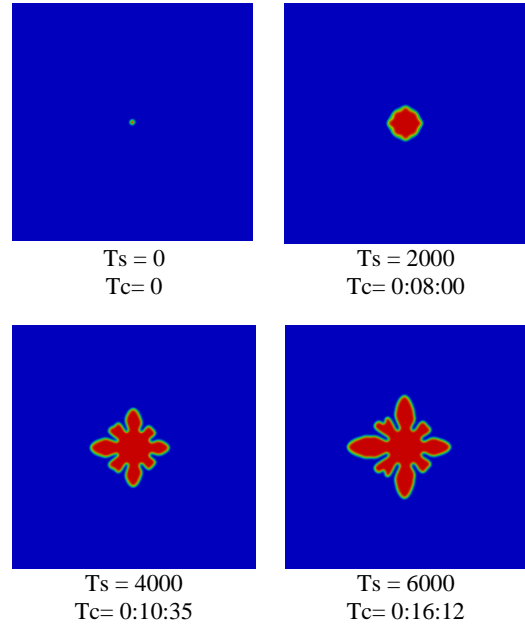 Ts = 0
Tc= 0
Ts = 2000
Tc= 0:08:00
Ts = 4000
Tc= 0:10:35
Ts = 6000
Tc= 0:16:12